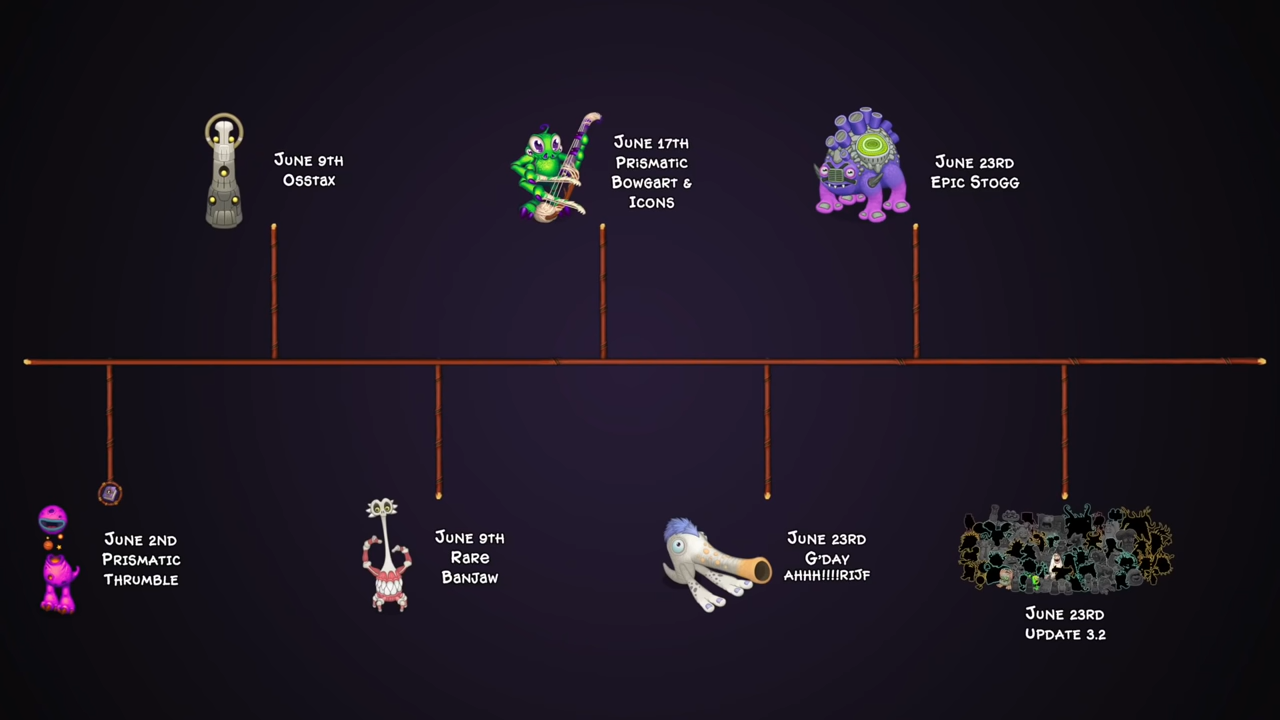 June 9th
Osstax
June 17th
Prismatic
Bowgart &
Icons
June 23rd
Epic Stogg
June 2nd
Prismatic
Thrumble
June 9th
Rare
Banjaw
June 23rd
G'day
AHHH!!!!RIJF
June 23rd
Update 3.2